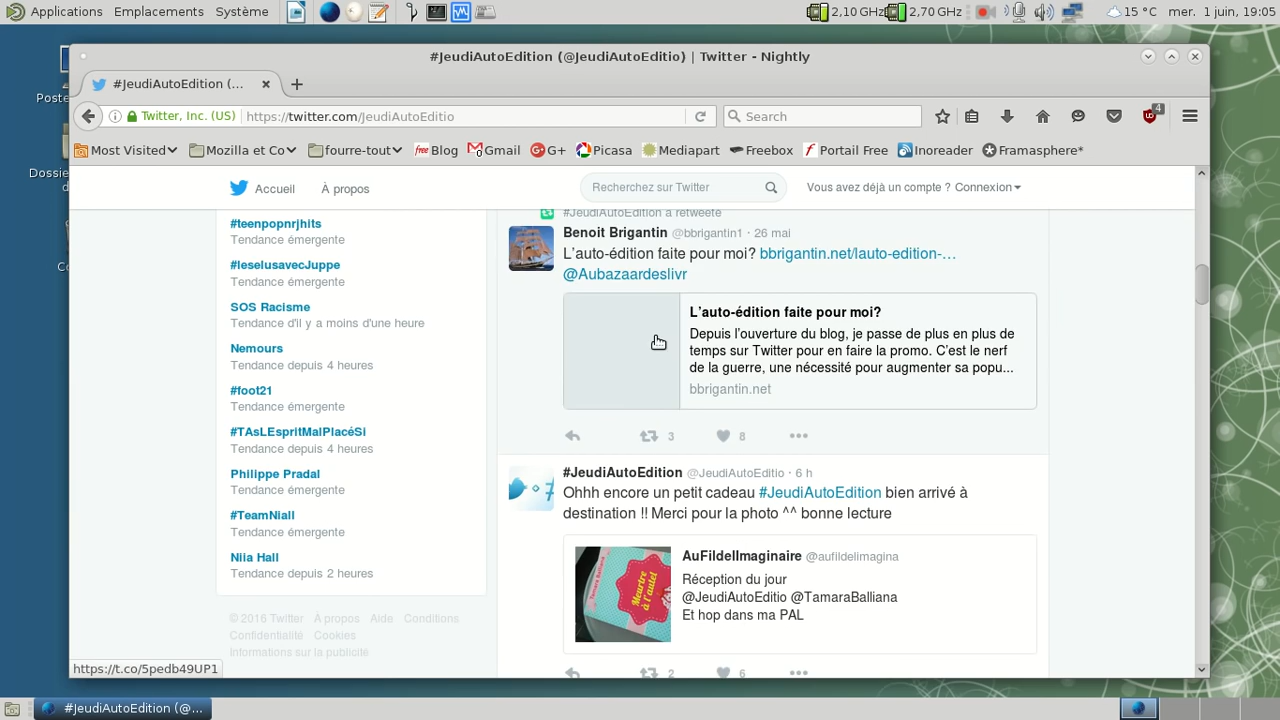 Applications Emplacements Système 2,10 GHz 2,70 GHz 15 °C mer. 1 juin, 19:05
#JeudiAutoEdition (@JeudiAutoEditio) | Twitter - Nightly
#JeudiAutoEdition (...
Twitter, Inc. (US) https://twitter.com/JeudiAutoEditio Search 4
Most Visited Mozilla et Co fourre-tout free Blog Gmail G+ Picasa Mediapart Freebox Portail Free Inoreader Framasphere*
Accueil À propos Recherchez sur Twitter Vous avez déjà un compte ? Connexion
#teenpopnrjhits
Tendance émergente
#leselusavecJuppe
Tendance émergente
SOS Racisme
Tendance d'il y a moins d'une heure
Nemours
Tendance depuis 4 heures
#foot21
Tendance émergente
#TAsLEspritMalPlacéSi
Tendance depuis 4 heures
Philippe Pradal
Tendance émergente
#TeamNiall
Tendance émergente
Niia Hall
Tendance depuis 2 heures
© 2016 Twitter À propos Aide Conditions
Confidentialité Cookies
Informations sur la publicité
#JeudiAutoEdition a retweeté
Benoit Brigantin @bbrigantin1 · 26 mai
L'auto-édition faite pour moi? bbrigantin.net/lauto-edition-…
@Aubazaardeslivr
L'auto-édition faite pour moi?
Depuis l'ouverture du blog, je passe de plus en plus de
temps sur Twitter pour en faire la promo. C'est le nerf
de la guerre, une nécessité pour augmenter sa popu...
bbrigantin.net
3 8
#JeudiAutoEdition @JeudiAutoEditio · 6 h
Ohhh encore un petit cadeau #JeudiAutoEdition bien arrivé à
destination !! Merci pour la photo ^^ bonne lecture
Meurtre
à l'autel
AuFildelImaginaire @aufildelimagina
Réception du jour
@JeudiAutoEditio @TamaraBalliana
Et hop dans ma PAL
2 6
https://t.co/5pedb49UP1
#JeudiAutoEdition (@...